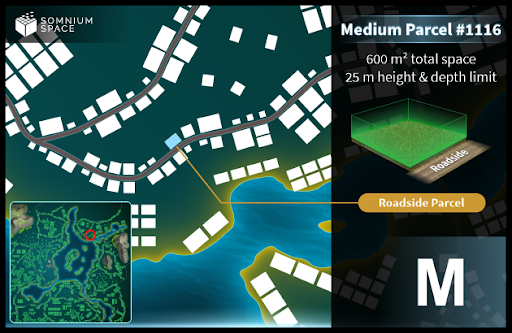 SOMNIUM
SPACE
Medium Parcel #1116
600 m² total space
25 m height & depth limit
Roadside
Roadside Parcel
M